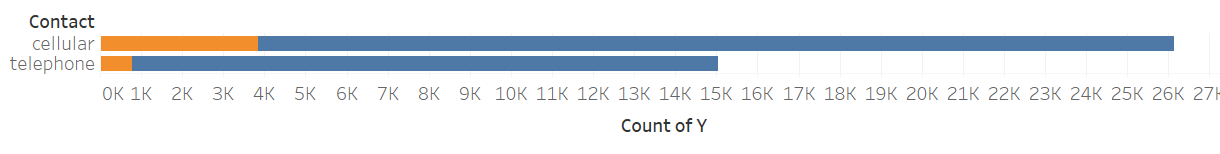 Contact
cellular
telephone
0K 1K 2K 3K 4K 5K 6K 7K 8K 9K 10K 11K 12K 13K 14K 15K 16K 17K 18K 19K 20K 21K 22K 23K 24K 25K 26K 27K
Count of Y